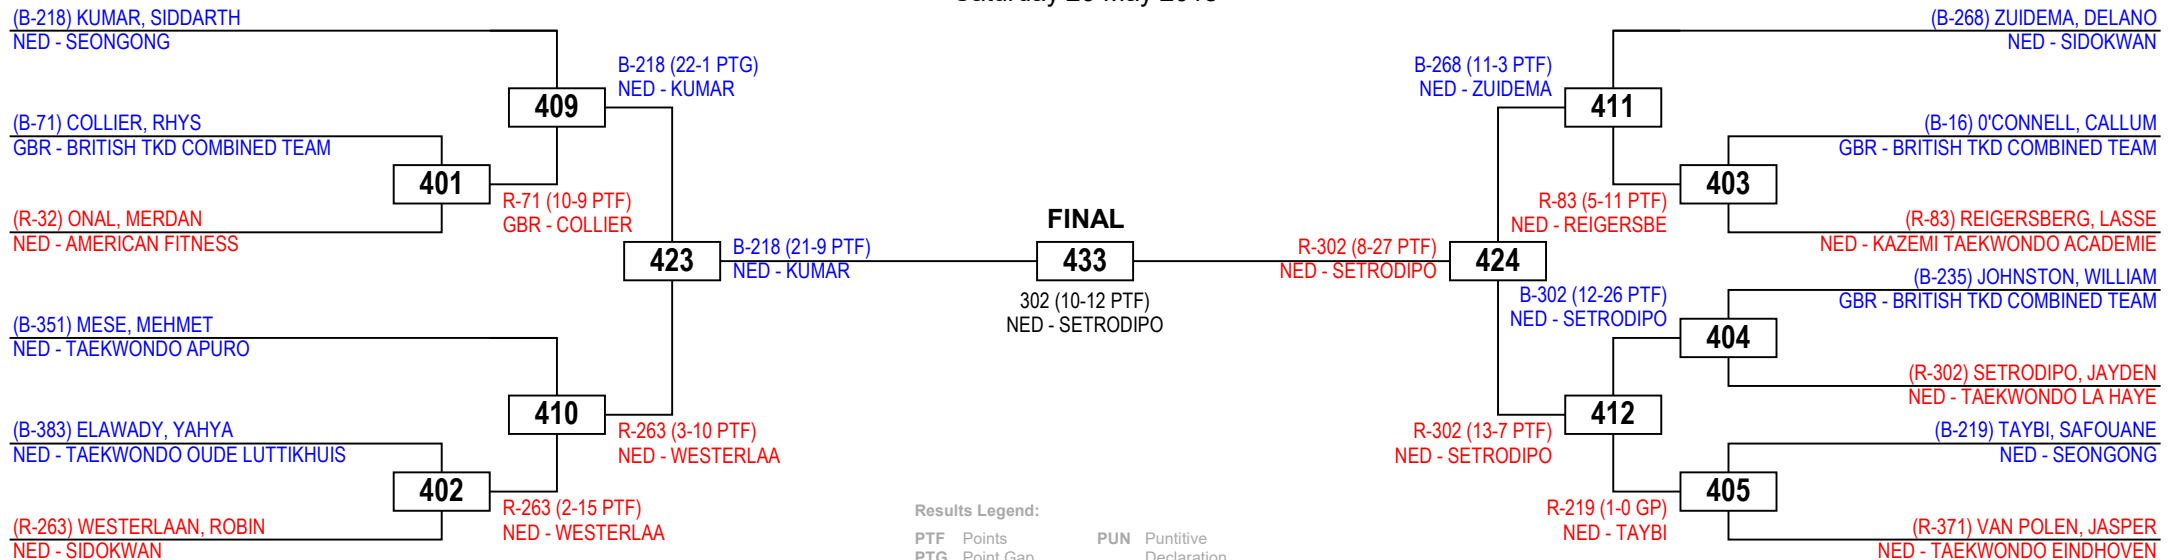 (B-218) KUMAR, SIDDARTH
NED - SEONGONG
(B-71) COLLIER, RHYS
GBR - BRITISH TKD COMBINED TEAM
(R-32) ONAL, MERDAN
NED - AMERICAN FITNESS
(B-351) MESE, MEHMET
NED - TAEKWONDO APURO
(B-383) ELAWADY, YAHYA
NED - TAEKWONDO OUDE LUTTIKHUIS
(R-263) WESTERLAAN, ROBIN
NED - SIDOKWAN
401
R-71 (10-9 PTF)
GBR - COLLIER
402
R-263 (2-15 PTF)
NED - WESTERLAA
409
B-218 (22-1 PTG)
NED - KUMAR
410
R-263 (3-10 PTF)
NED - WESTERLAA
423
B-218 (21-9 PTF)
NED - KUMAR
FINAL
433
302 (10-12 PTF)
NED - SETRODIPO
R-302 (8-27 PTF)
NED - SETRODIPO
424
B-268 (11-3 PTF)
NED - ZUIDEMA
411
R-83 (5-11 PTF)
NED - REIGERSBE
403
B-302 (12-26 PTF)
NED - SETRODIPO
404
R-302 (13-7 PTF)
NED - SETRODIPO
412
R-219 (1-0 GP)
NED - TAYBI
405
(B-268) ZUIDEMA, DELANO
NED - SIDOKWAN
(B-16) 0'CONNELL, CALLUM
GBR - BRITISH TKD COMBINED TEAM
(R-83) REIGERSBERG, LASSE
NED - KAZEMI TAEKWONDO ACADEMIE
(B-235) JOHNSTON, WILLIAM
GBR - BRITISH TKD COMBINED TEAM
(R-302) SETRODIPO, JAYDEN
NED - TAEKWONDO LA HAYE
(B-219) TAYBI, SAFOUANE
NED - SEONGONG
(R-371) VAN POLEN, JASPER
NED - TAEKWONDO EINDHOVEN
Results Legend:
PTF Points PUN Puntitive
PTG Point Gap Declaration